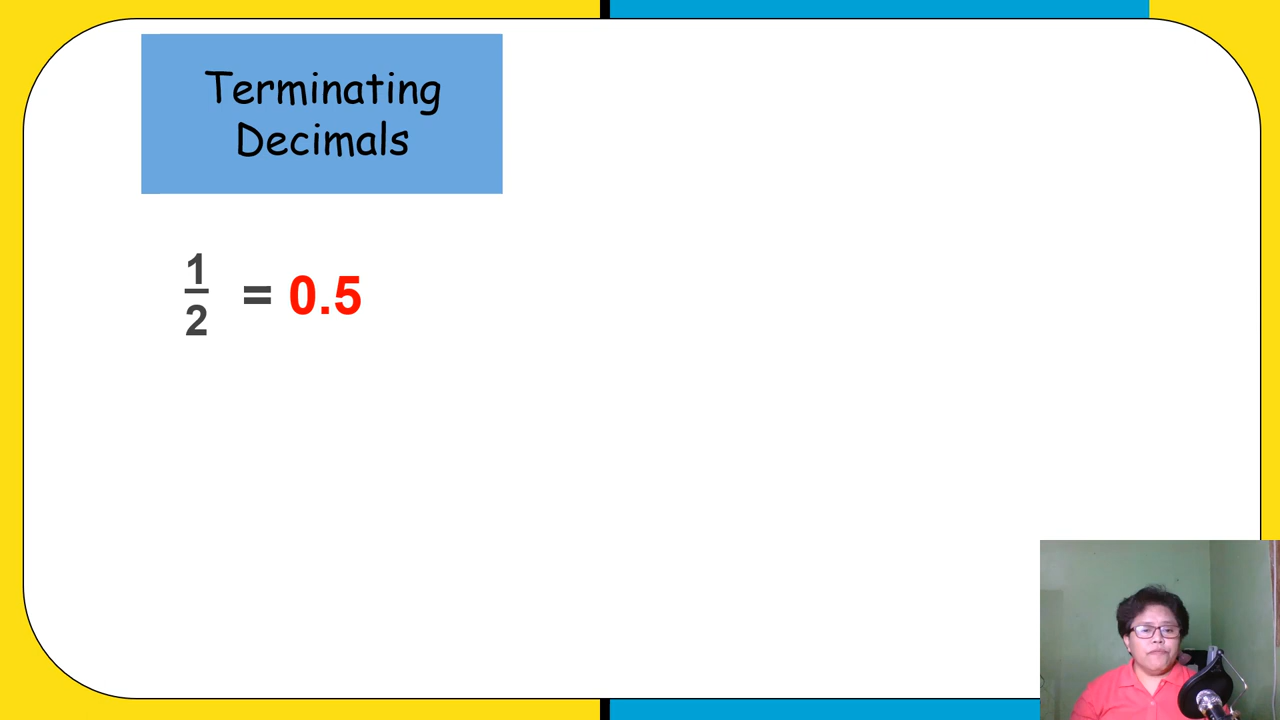 Terminating
Decimals
1/2 = 0.5